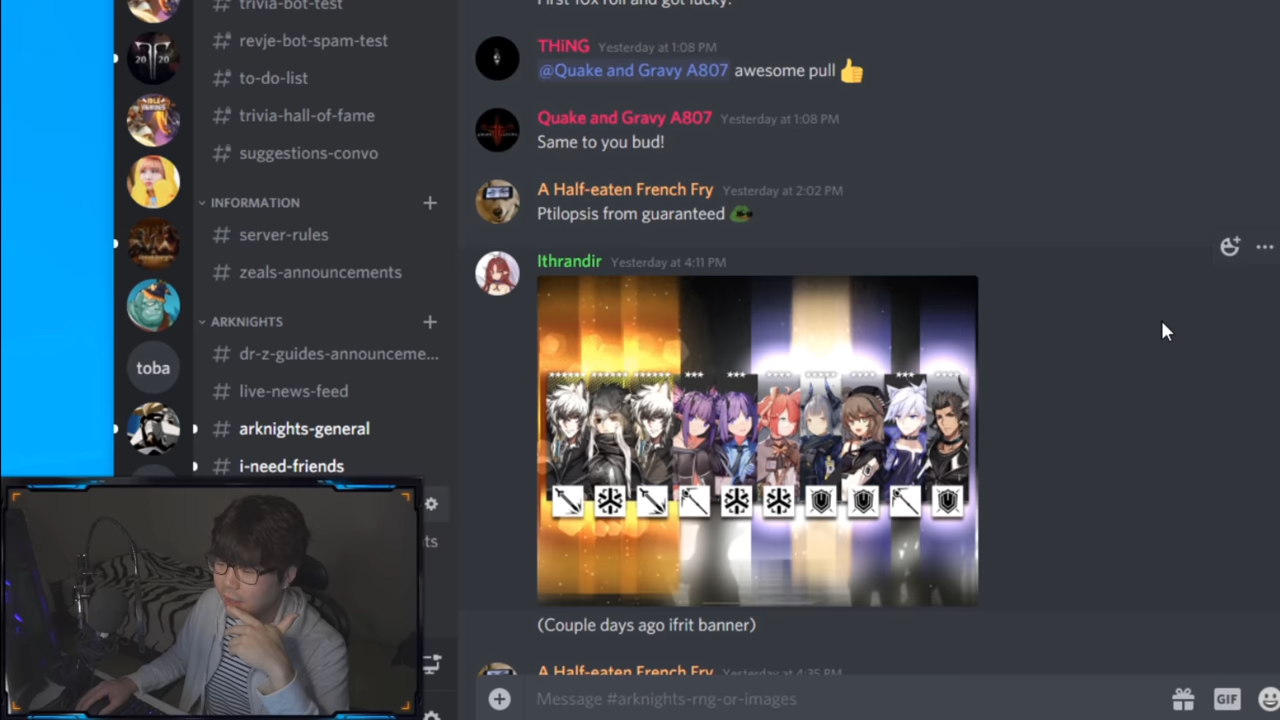 trivia-bot-test
revje-bot-spam-test
to-do-list
trivia-hall-of-fame
suggestions-convo
INFORMATION
server-rules
zeals-announcements
ARKNIGHTS
dr-z-guides-announceme...
live-news-feed
arknights-general
i-need-friends
toba
20 20
First fox roll and got lucky!
THiNG Yesterday at 1:08 PM
@Quake and Gravy A807 awesome pull
Quake and Gravy A807 Yesterday at 1:08 PM
Same to you bud!
A Half-eaten French Fry Yesterday at 2:02 PM
Ptilopsis from guaranteed
Ithrandir Yesterday at 4:11 PM
(Couple days ago ifrit banner)
A Half-eaten French Fry Yesterday at 4:35 PM
Message #arknights-rng-or-images
GIF